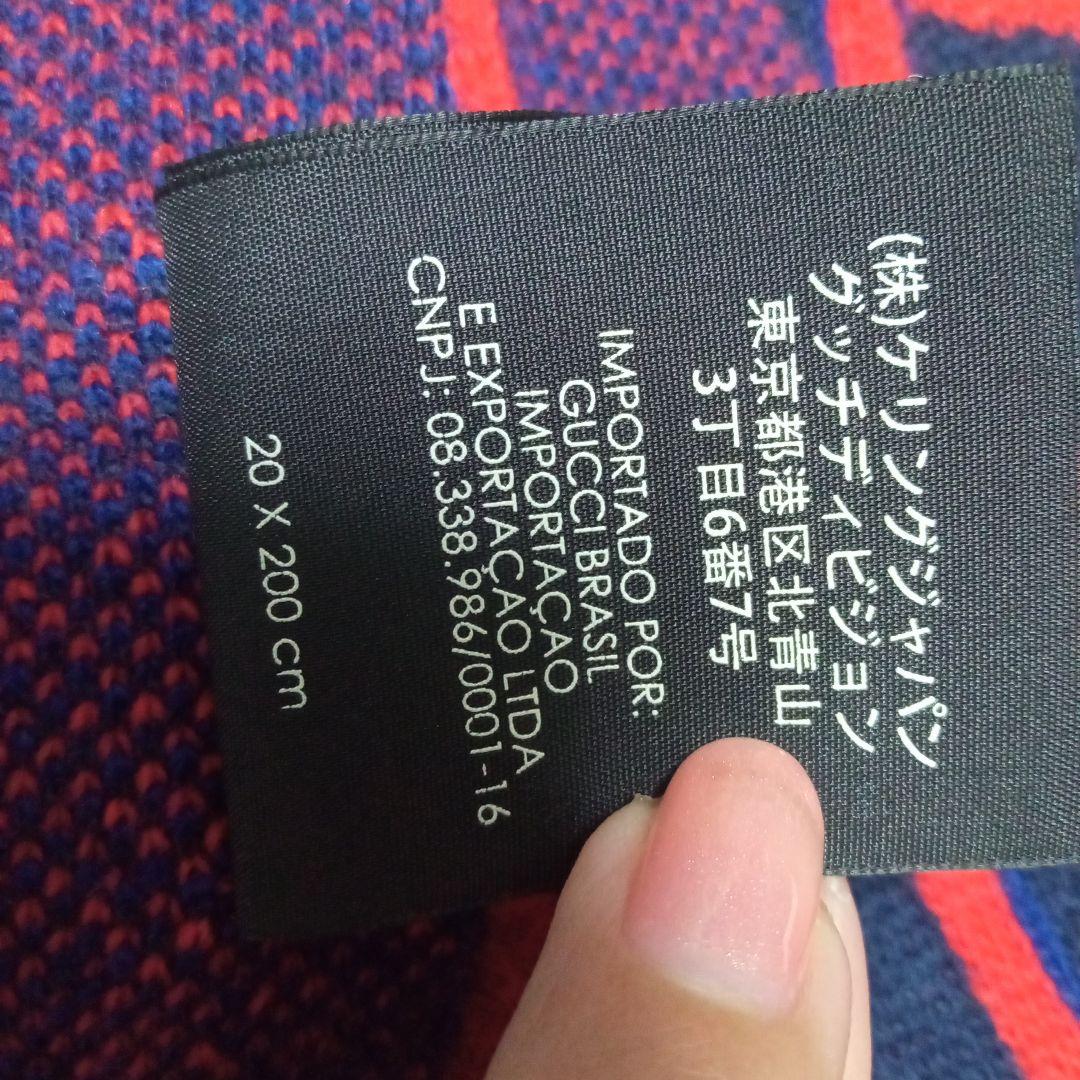 (株)ケリングジャパン
グッチディビジョン
東京都港区北青山
3丁目6番7号
IMPORTADO POR:
GUCCI BRASIL
IMPORTAÇAO
E EXPORTAÇAO LTDA
CNPJ: 08.338.986/0001-16
20 X 200 cm